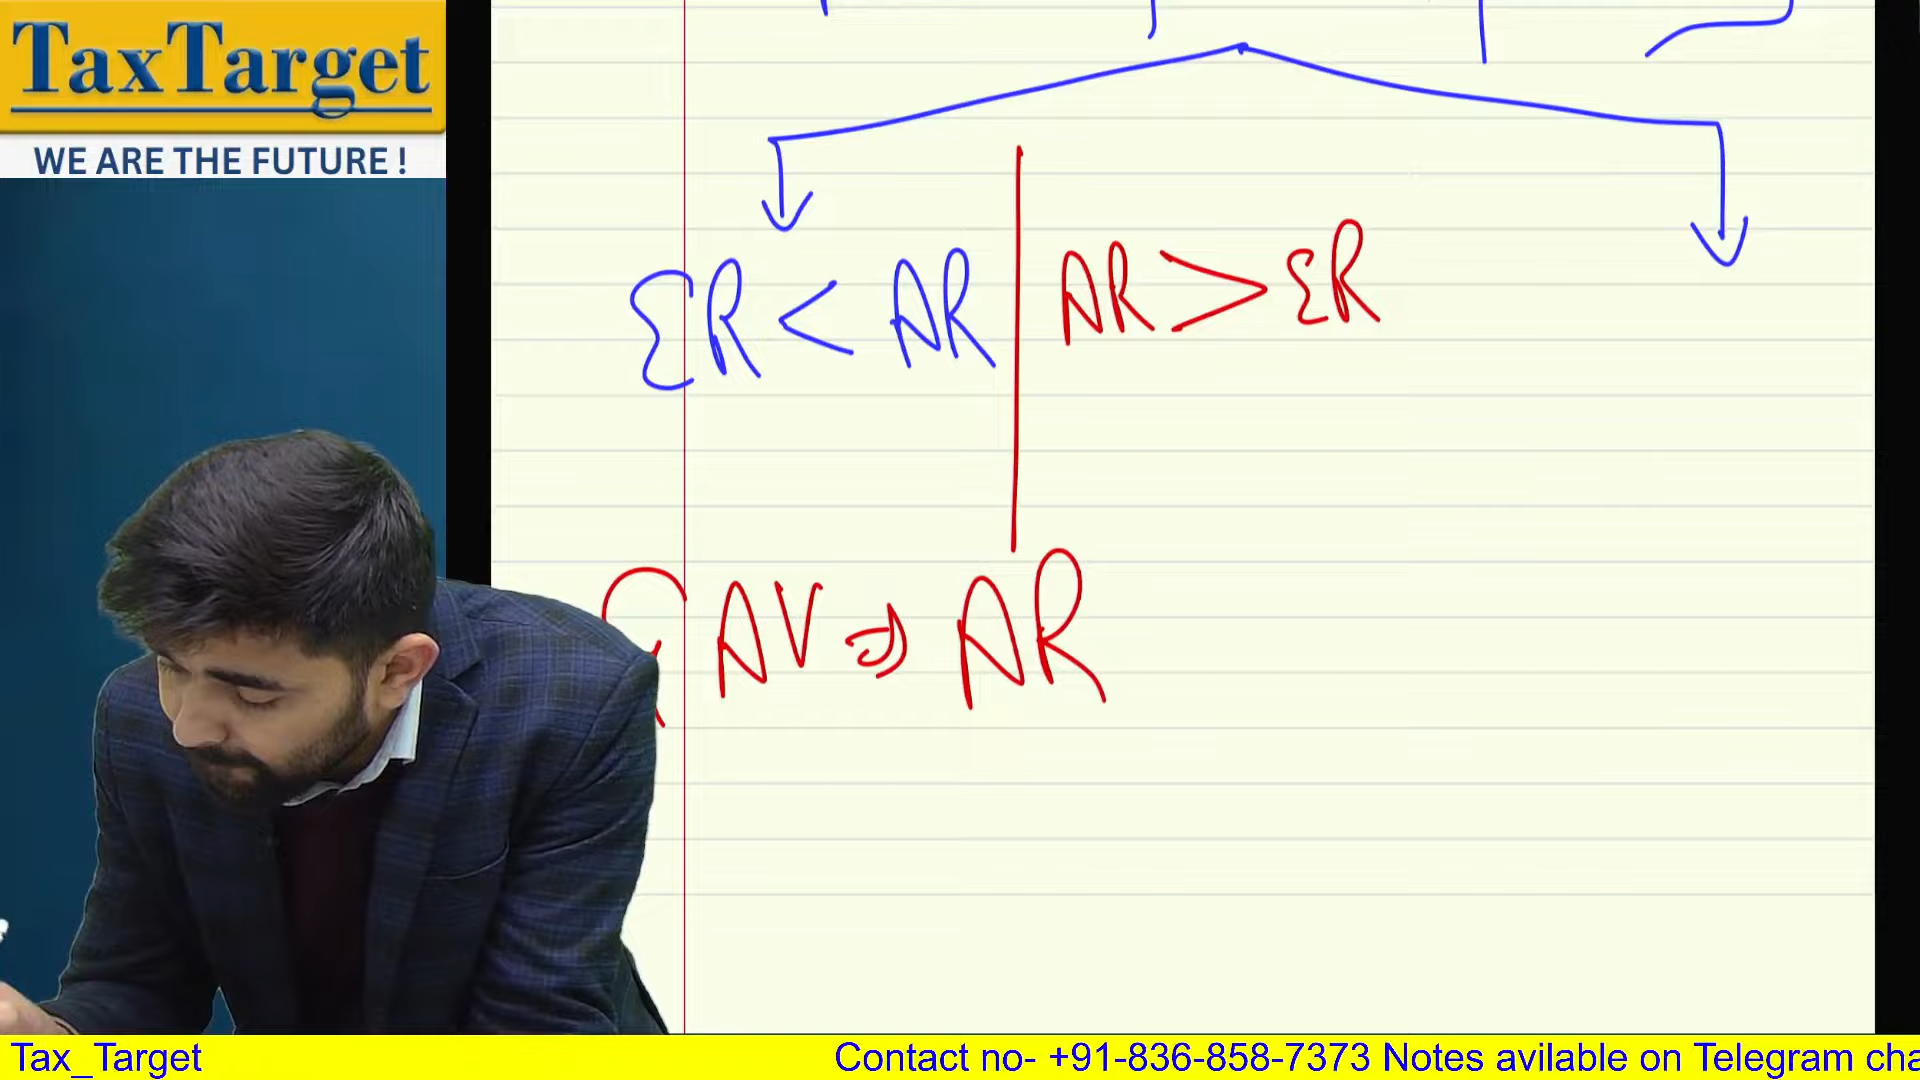 TaxTarget
WE ARE THE FUTURE !
ER < AR
AR > ER
GAV ⇒ AR
Tax_Target
Contact no- +91-836-858-7373 Notes avilable on Telegram cha